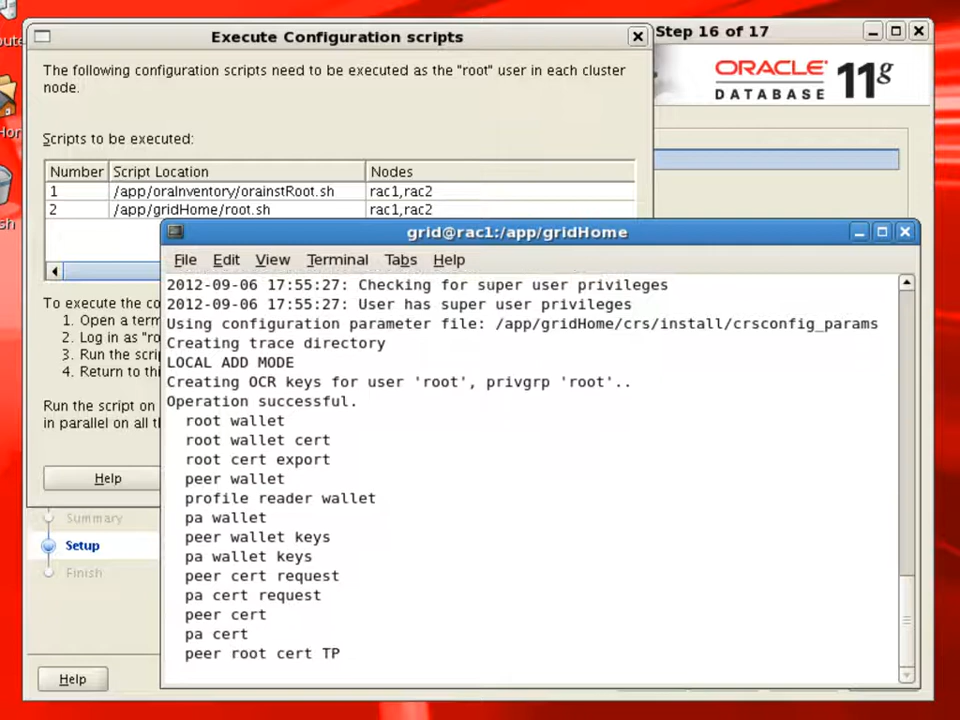 Execute Configuration scripts
Step 16 of 17
The following configuration scripts need to be executed as the "root" user in each cluster
node.
ORACLE
DATABASE 11g
Scripts to be executed:
Number Script Location Nodes
1 /app/oraInventory/orainstRoot.sh rac1,rac2
2 /app/gridHome/root.sh rac1,rac2
To execute the co
1. Open a term
2. Log in as "ro
3. Run the scrip
4. Return to this
Run the script on
in parallel on all th
Help
Summary
Setup
Finish
Help
grid@rac1:/app/gridHome
File Edit View Terminal Tabs Help
2012-09-06 17:55:27: Checking for super user privileges
2012-09-06 17:55:27: User has super user privileges
Using configuration parameter file: /app/gridHome/crs/install/crsconfig_params
Creating trace directory
LOCAL ADD MODE
Creating OCR keys for user 'root', privgrp 'root'..
Operation successful.
root wallet
root wallet cert
root cert export
peer wallet
profile reader wallet
pa wallet
peer wallet keys
pa wallet keys
peer cert request
pa cert request
peer cert
pa cert
peer root cert TP